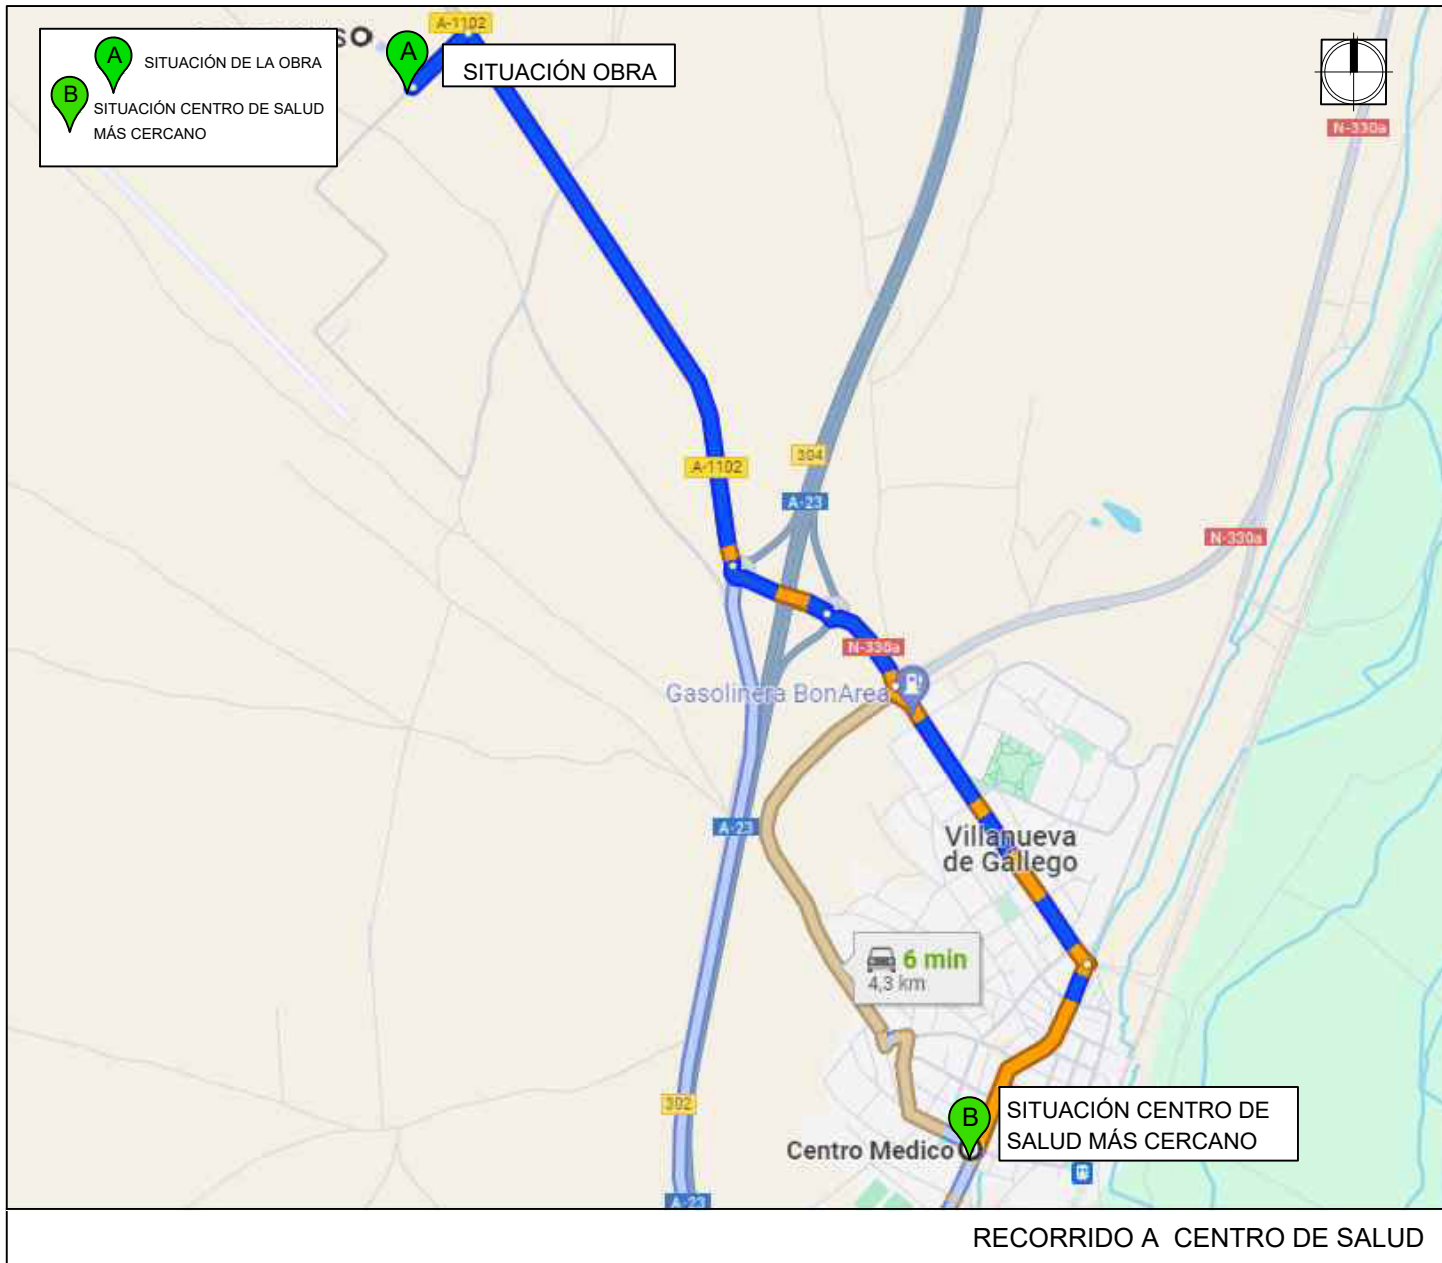 A-1102
SO
A
SITUACIÓN DE LA OBRA
B
SITUACIÓN CENTRO DE SALUD
MÁS CERCANO
A
SITUACIÓN OBRA
N-330a
A-1102
304
A-23
N-330a
N-330a
Gasolinera BonArea
A-23
Villanueva
de Gállego
6 min
4,3 km
302
B
SITUACIÓN CENTRO DE
SALUD MÁS CERCANO
Centro Medico
A-23
RECORRIDO A CENTRO DE SALUD